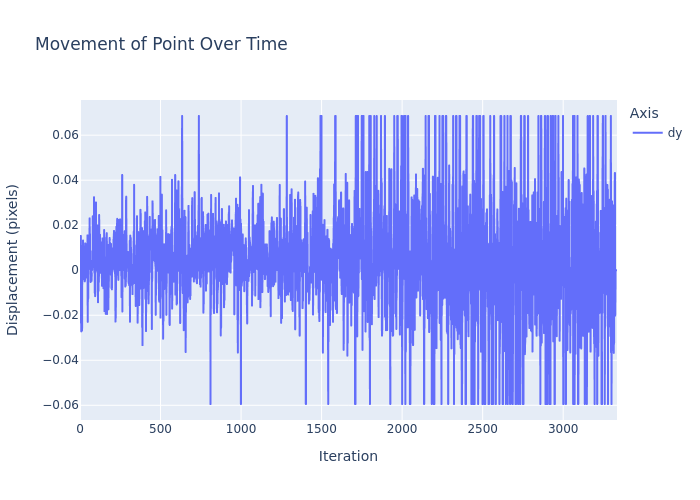 Movement of Point Over Time
Displacement (pixels)
0.06
0.04
0.02
0
−0.02
−0.04
−0.06
0
500
1000
1500
2000
2500
3000
Iteration
Axis
dy